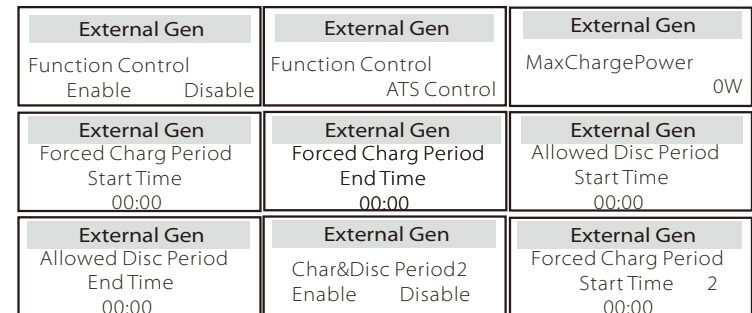 External Gen
Function Control
Enable Disable
External Gen
Function Control
ATS Control
External Gen
MaxChargePower
0W
External Gen
Forced Charg Period
Start Time
00:00
External Gen
Forced Charg Period
End Time
00:00
External Gen
Allowed Disc Period
Start Time
00:00
External Gen
Allowed Disc Period
End Time
00:00
External Gen
Char&Disc Period2
Enable Disable
External Gen
Forced Charg Period
Start Time 2
00:00